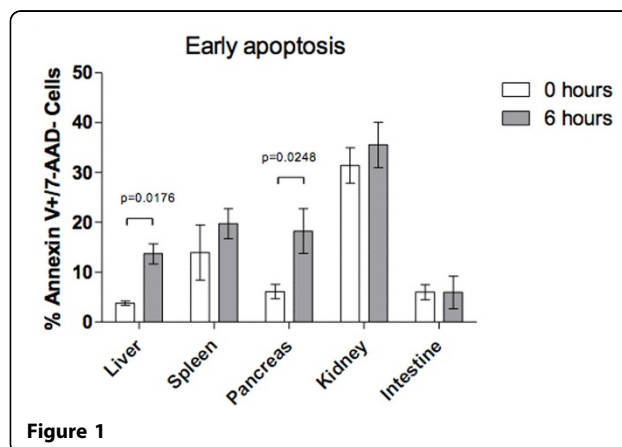 Early apoptosis
50
40
30
20
10
0
% Annexin V+/7-AAD- Cells
p=0.0176
p=0.0248
Liver
Spleen
Pancreas
Kidney
Intestine
0 hours
6 hours
Figure 1